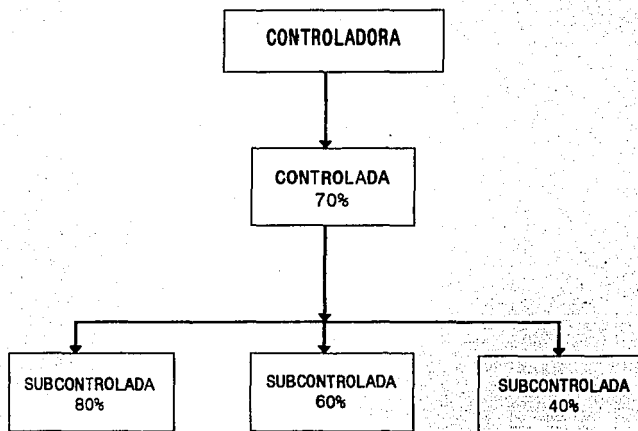 CONTROLADORA
CONTROLADA
70%
SUBCONTROLADA
80%
SUBCONTROLADA
60%
SUBCONTROLADA
40%